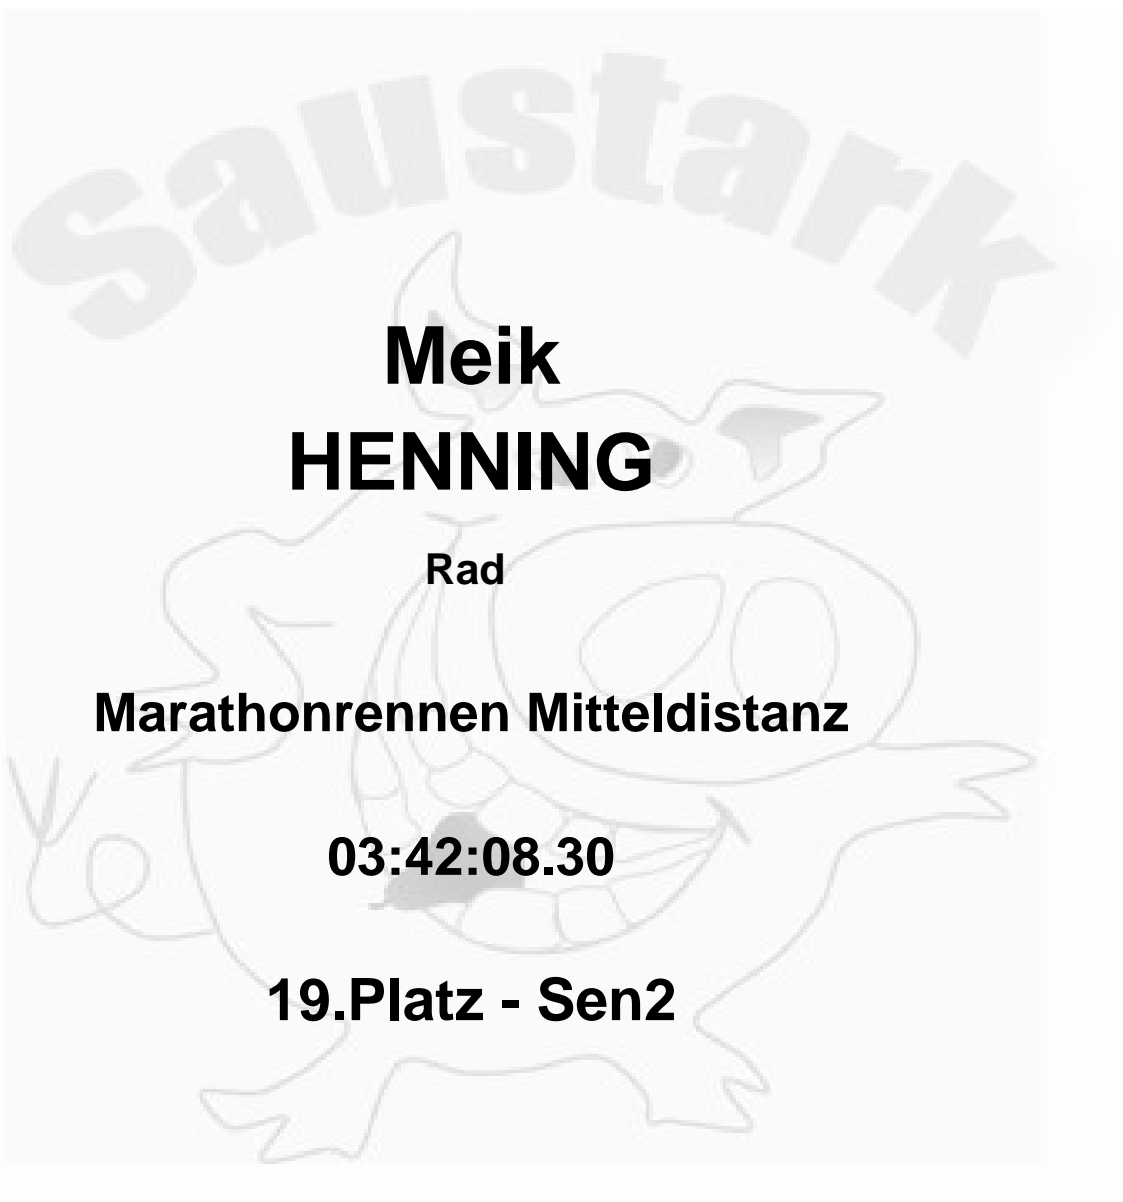 Saustark
Meik
HENNING
Rad
Marathonrennen Mitteldistanz
03:42:08.30
19.Platz - Sen2